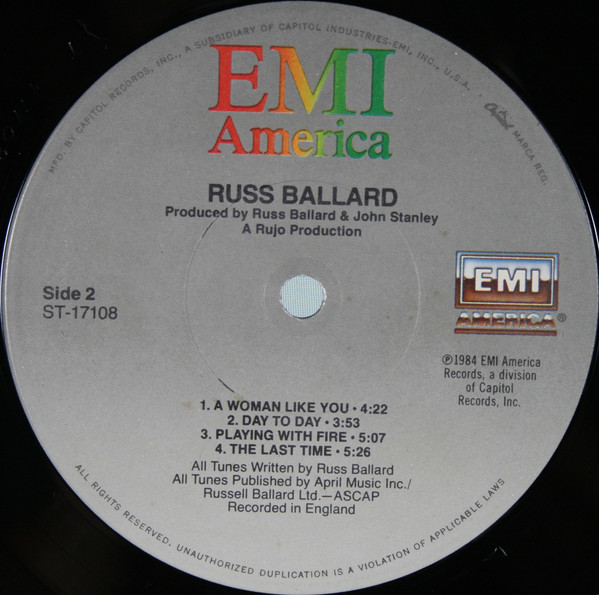 MFD. BY CAPITOL RECORDS, INC., A SUBSIDIARY OF CAPITOL INDUSTRIES-EMI, INC., U.S.A. · Capitol MARCA REG.
EMI
America
RUSS BALLARD
Produced by Russ Ballard & John Stanley
A Rujo Production
Side 2
ST-17108
EMI
AMERICA®
℗1984 EMI America
Records, a division
of Capitol
Records, Inc.
1. A WOMAN LIKE YOU • 4:22
2. DAY TO DAY • 3:53
3. PLAYING WITH FIRE • 5:07
4. THE LAST TIME • 5:26
All Tunes Written by Russ Ballard
All Tunes Published by April Music Inc./
Russell Ballard Ltd.—ASCAP
Recorded in England
ALL RIGHTS RESERVED. UNAUTHORIZED DUPLICATION IS A VIOLATION OF APPLICABLE LAWS